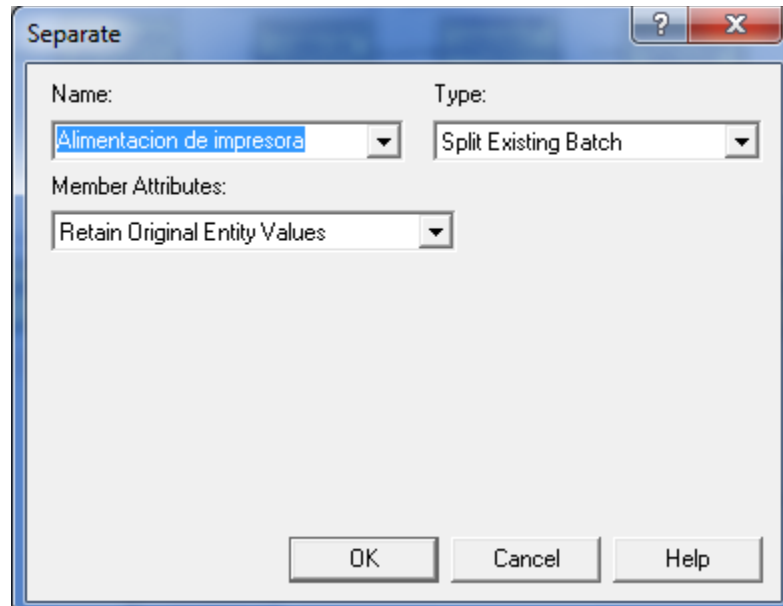 Separate
Name:
Type:
Alimentacion de impresora
Split Existing Batch
Member Attributes:
Retain Original Entity Values
OK
Cancel
Help